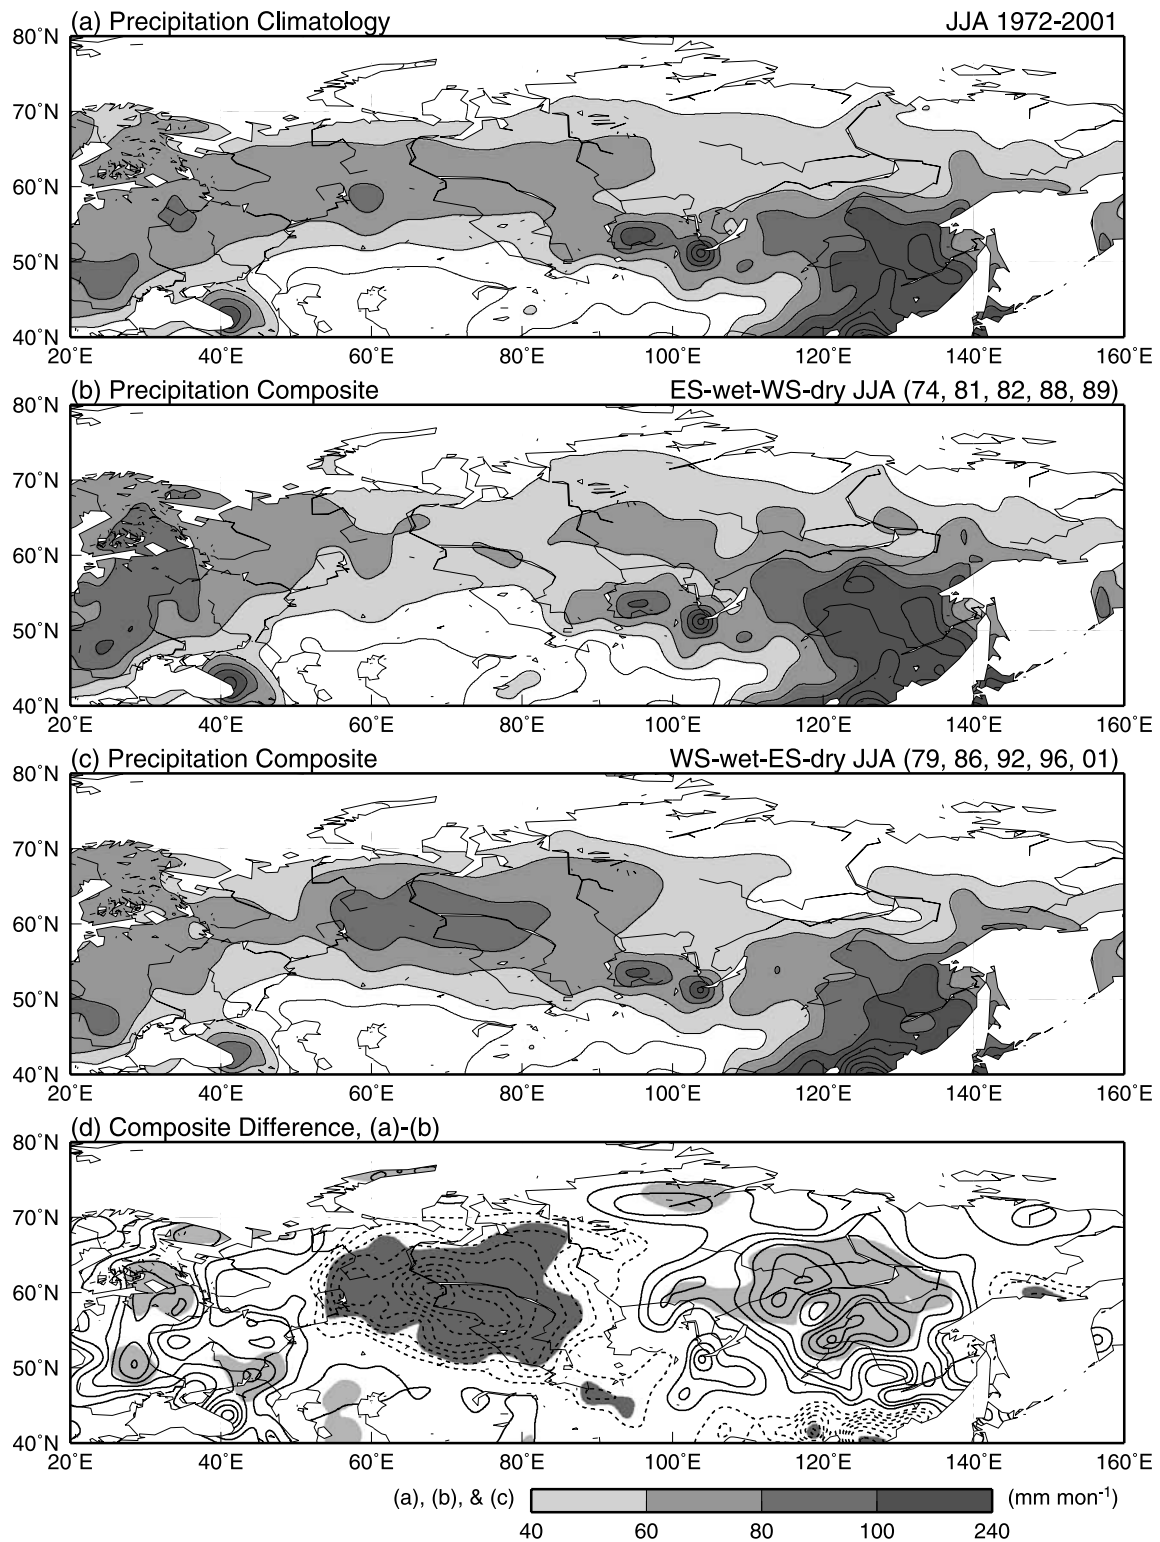 (a) Precipitation Climatology JJA 1972-2001
80˚N
70˚N
60˚N
50˚N
40˚N
20˚E 40˚E 60˚E 80˚E 100˚E 120˚E 140˚E 160˚E
(b) Precipitation Composite ES-wet-WS-dry JJA (74, 81, 82, 88, 89)
80˚N
70˚N
60˚N
50˚N
40˚N
20˚E 40˚E 60˚E 80˚E 100˚E 120˚E 140˚E 160˚E
(c) Precipitation Composite WS-wet-ES-dry JJA (79, 86, 92, 96, 01)
80˚N
70˚N
60˚N
50˚N
40˚N
20˚E 40˚E 60˚E 80˚E 100˚E 120˚E 140˚E 160˚E
(d) Composite Difference, (a)-(b)
80˚N
70˚N
60˚N
50˚N
40˚N
20˚E 40˚E 60˚E 80˚E 100˚E 120˚E 140˚E 160˚E
(a), (b), & (c) (mm mon⁻¹)
40 60 80 100 240